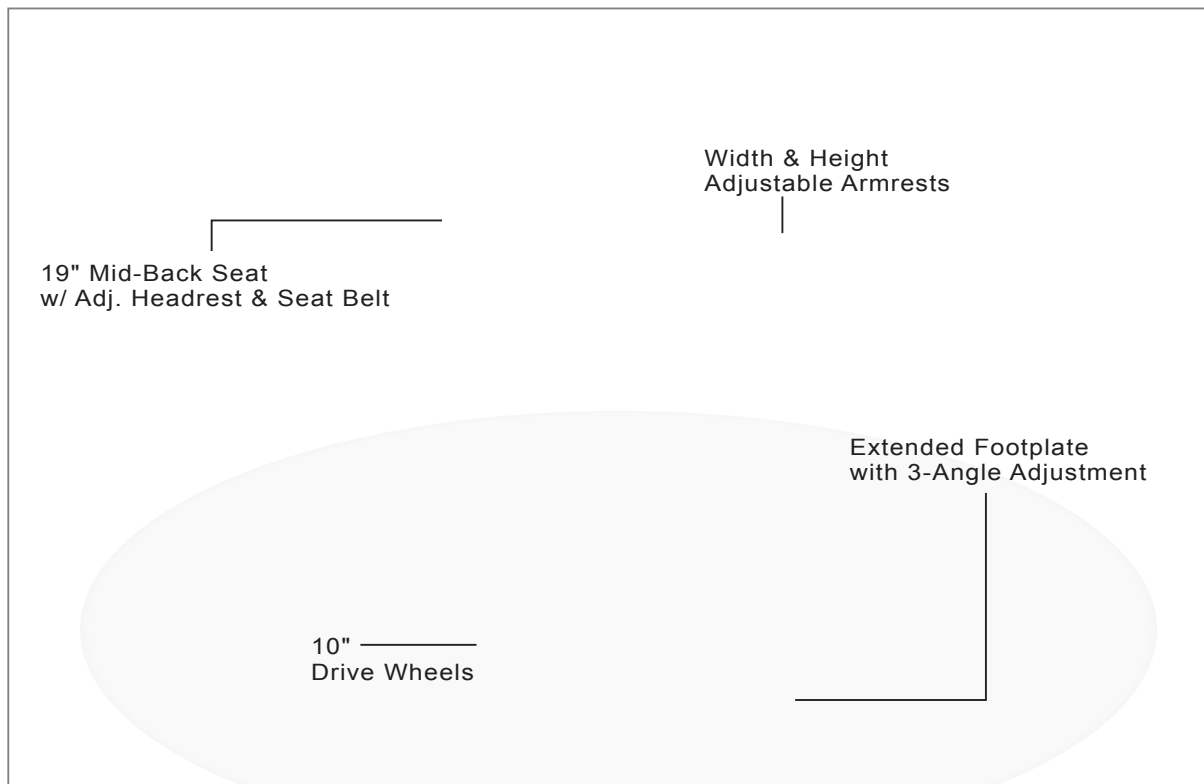 Width & Height
Adjustable Armrests
19" Mid-Back Seat
w/ Adj. Headrest & Seat Belt
Extended Footplate
with 3-Angle Adjustment
10"
Drive Wheels